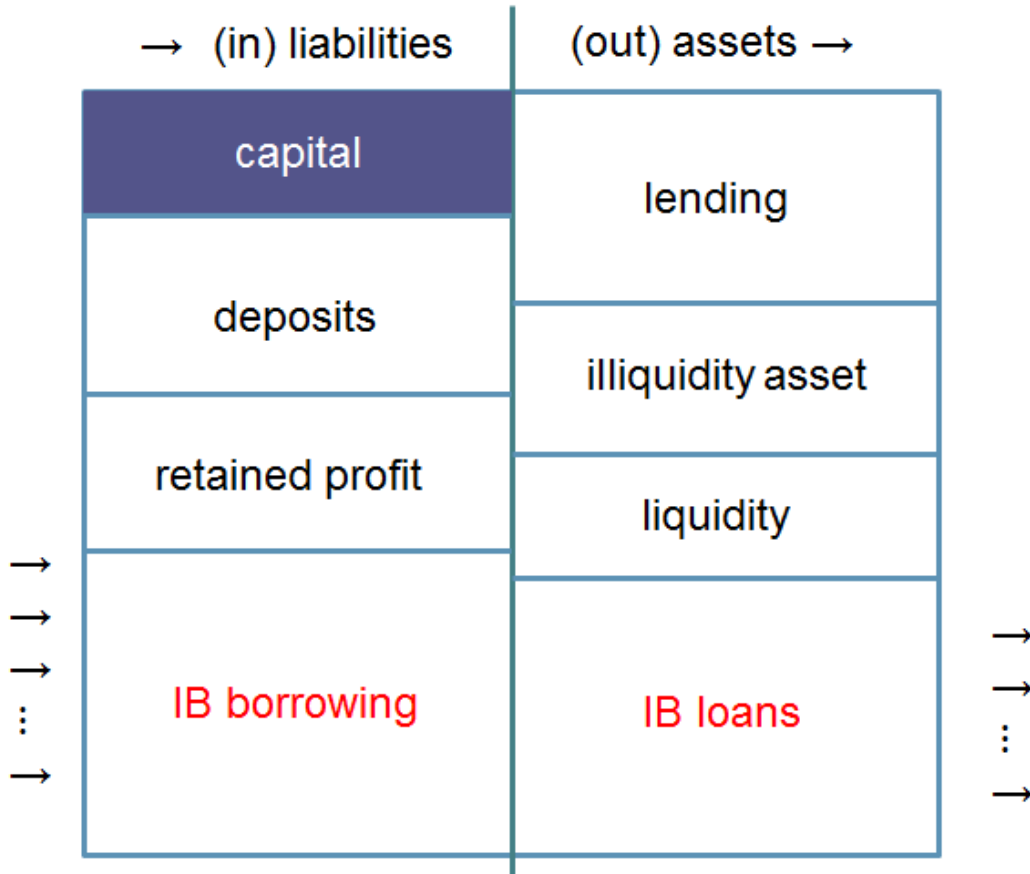 → (in) liabilities
(out) assets →
capital
deposits
retained profit
IB borrowing
lending
illiquidity asset
liquidity
IB loans